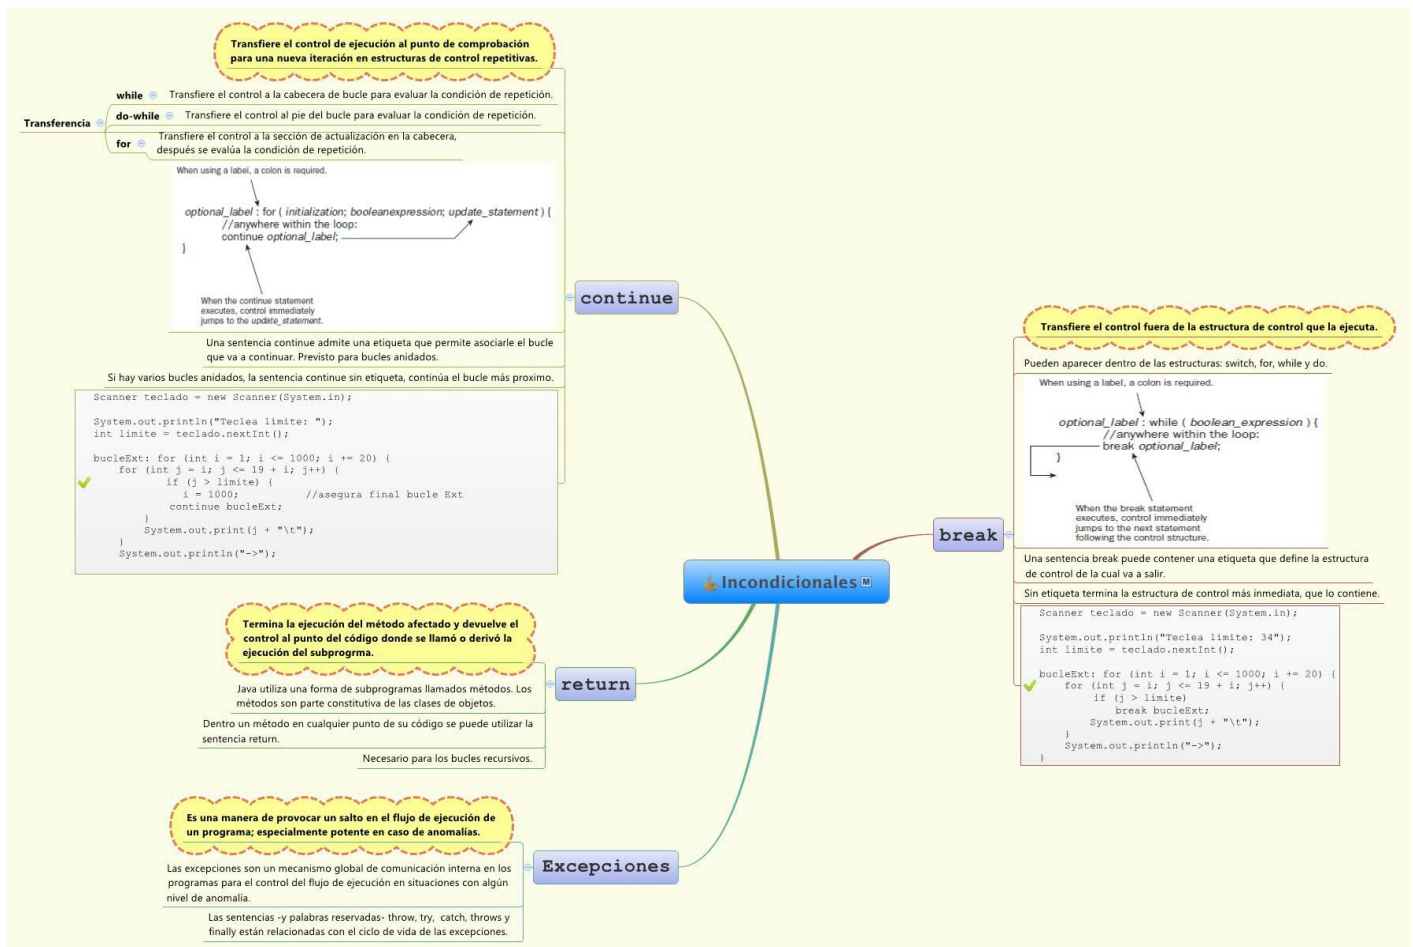 Transfiere el control de ejecución al punto de comprobación
para una nueva iteración en estructuras de control repetitivas.
Transferencia
while
Transfiere el control a la cabecera de bucle para evaluar la condición de repetición.
do-while
Transfiere el control al pie del bucle para evaluar la condición de repetición.
for
Transfiere el control a la sección de actualización en la cabecera,
después se evalúa la condición de repetición.
When using a label, a colon is required.
optional_label : for ( initialization; booleanexpression; update_statement ) {
//anywhere within the loop:
continue optional_label;
}
When the continue statement
executes, control immediately
jumps to the update_statement.
continue
Una sentencia continue admite una etiqueta que permite asociarle el bucle
que va a continuar. Previsto para bucles anidados.
Si hay varios bucles anidados, la sentencia continue sin etiqueta, continúa el bucle más proximo.
Scanner teclado = new Scanner(System.in);
System.out.println("Teclea limite: ");
int limite = teclado.nextInt();
bucleExt: for (int i = 1; i <= 1000; i += 20) {
for (int j = i; j <= 19 + i; j++) {
if (j > limite) {
i = 1000; //asegura final bucle Ext
continue bucleExt;
}
System.out.print(j + "\t");
}
System.out.println("->");
Incondicionales
M
Termina la ejecución del método afectado y devuelve el
control al punto del código donde se llamó o derivó la
ejecución del subprogrma.
return
Java utiliza una forma de subprogramas llamados métodos. Los
métodos son parte constitutiva de las clases de objetos.
Dentro un método en cualquier punto de su código se puede utilizar la
sentencia return.
Necesario para los bucles recursivos.
Es una manera de provocar un salto en el flujo de ejecución de
un programa; especialmente potente en caso de anomalías.
Excepciones
Las excepciones son un mecanismo global de comunicación interna en los
programas para el control del flujo de ejecución en situaciones con algún
nivel de anomalía.
Las sentencias -y palabras reservadas- throw, try, catch, throws y
finally están relacionadas con el ciclo de vida de las excepciones.
Transfiere el control fuera de la estructura de control que la ejecuta.
Pueden aparecer dentro de las estructuras: switch, for, while y do.
When using a label, a colon is required.
optional_label : while ( boolean_expression ) {
//anywhere within the loop:
break optional_label;
}
When the break statement
executes, control immediately
jumps to the next statement
following the control structure.
break
Una sentencia break puede contener una etiqueta que define la estructura
de control de la cual va a salir.
Sin etiqueta termina la estructura de control más inmediata, que lo contiene.
Scanner teclado = new Scanner(System.in);
System.out.println("Teclea limite: 34");
int limite = teclado.nextInt();
bucleExt: for (int i = 1; i <= 1000; i += 20) {
for (int j = i; j <= 19 + i; j++) {
if (j > limite)
break bucleExt;
System.out.print(j + "\t");
}
System.out.println("->");
}